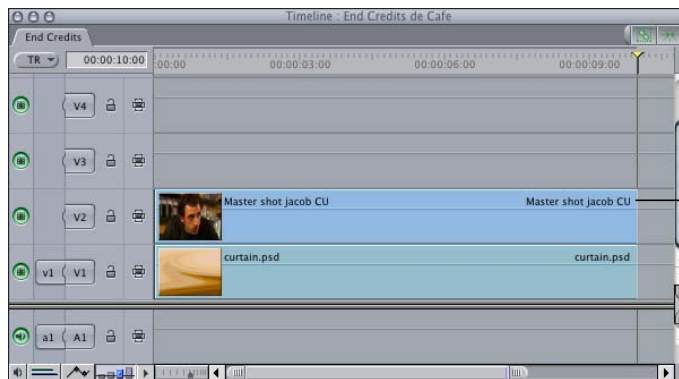 Timeline : End Credits de Cafe
End Credits
TR 00:00:10:00 :00:00 00:00:03:00 00:00:06:00 00:00:09:00
V4
V3
V2 Master shot jacob CU Master shot jacob CU
v1 V1 curtain.psd curtain.psd
a1 A1